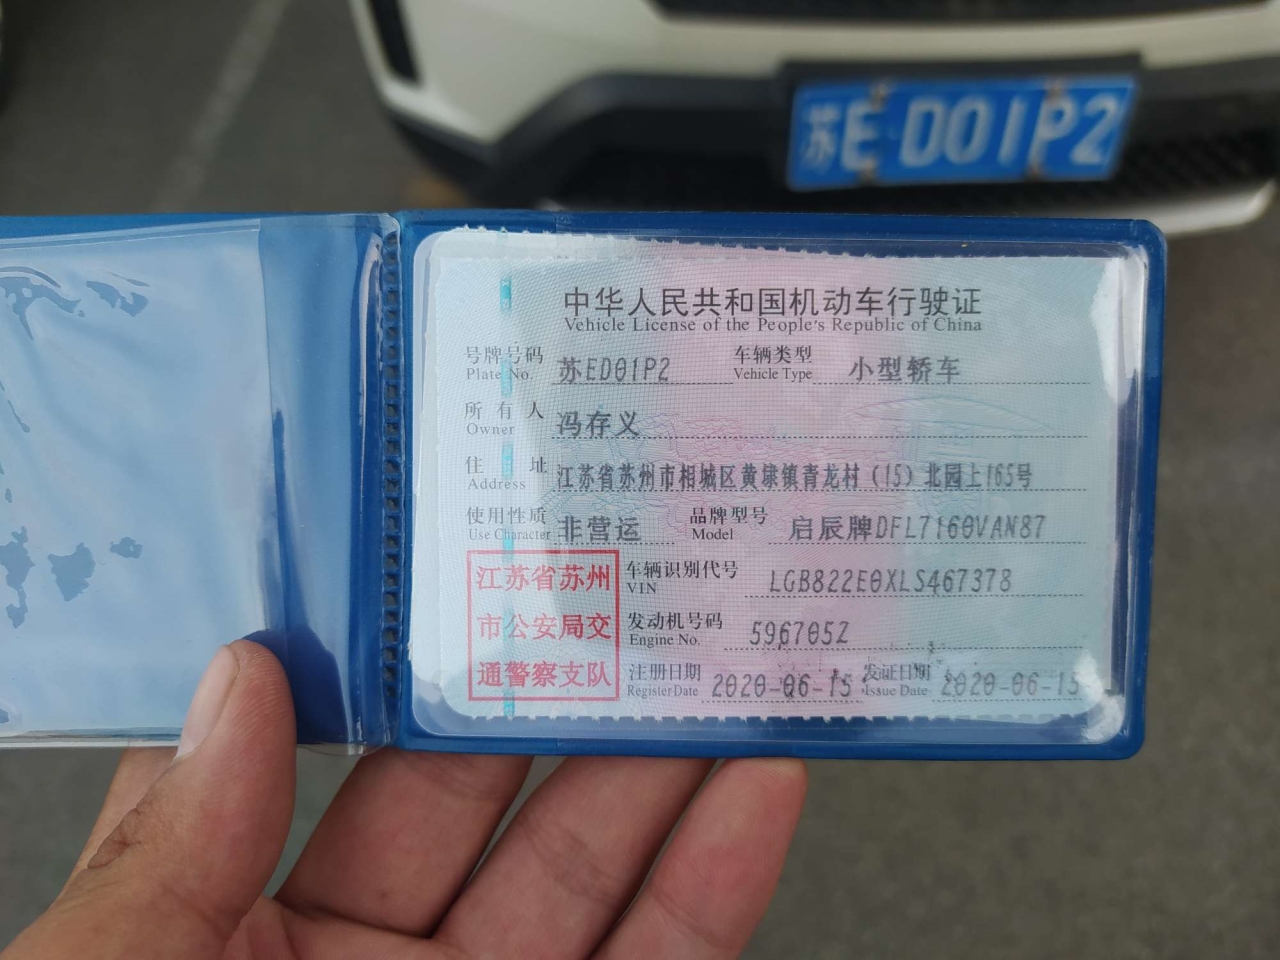 苏E D01P2
中华人民共和国机动车行驶证
Vehicle License of the People's Republic of China
号牌号码 苏ED01P2 车辆类型 小型轿车
Plate No. Vehicle Type
所有人 冯存义
Owner
住址 江苏省苏州市相城区黄埭镇青龙村（15）北园上165号
Address
使用性质 非营运 品牌型号 启辰牌DFL7160VAN87
Use Character Model
江苏省苏州
市公安局交
通警察支队
车辆识别代号 LGB822E0XLS467378
VIN
发动机号码 596705Z
Engine No.
注册日期 2020-06-15 发证日期 2020-06-15
Register Date Issue Date